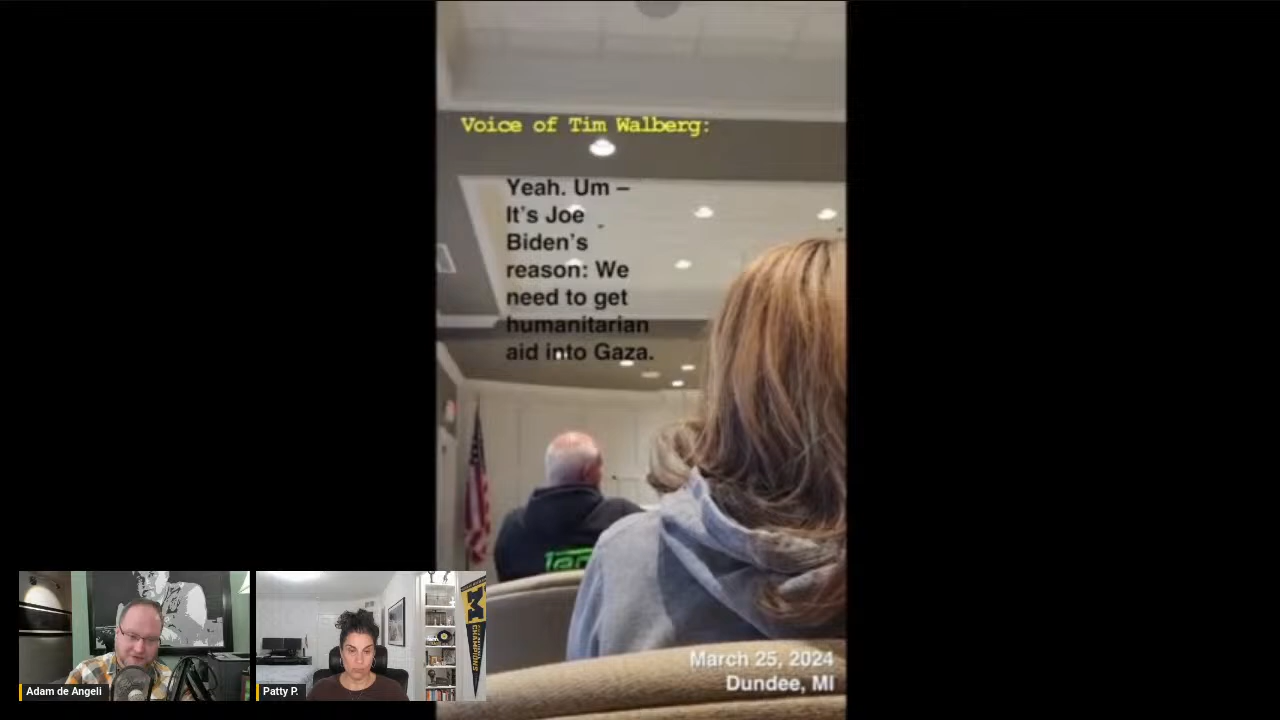 Voice of Tim Walberg:
Yeah. Um –
It's Joe
Biden's
reason: We
need to get
humanitarian
aid into Gaza.
March 25, 2024
Dundee, MI
Adam de Angeli
Patty P.